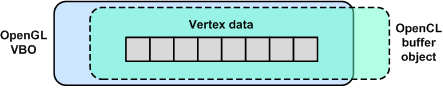 OpenGL
VBO
Vertex data
OpenCL
buffer
object